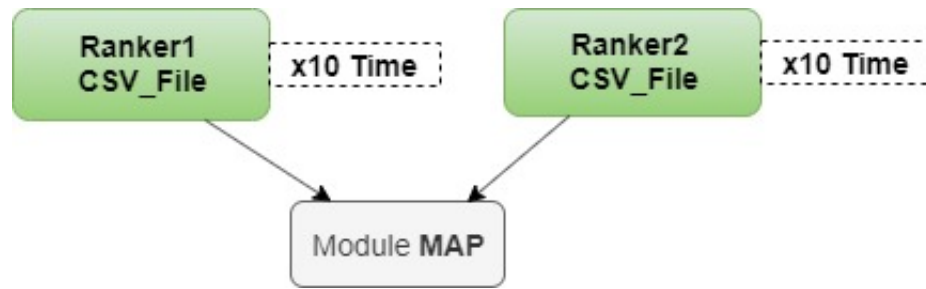 Ranker1
CSV_File
x10 Time
Ranker2
CSV_File
x10 Time
Module MAP